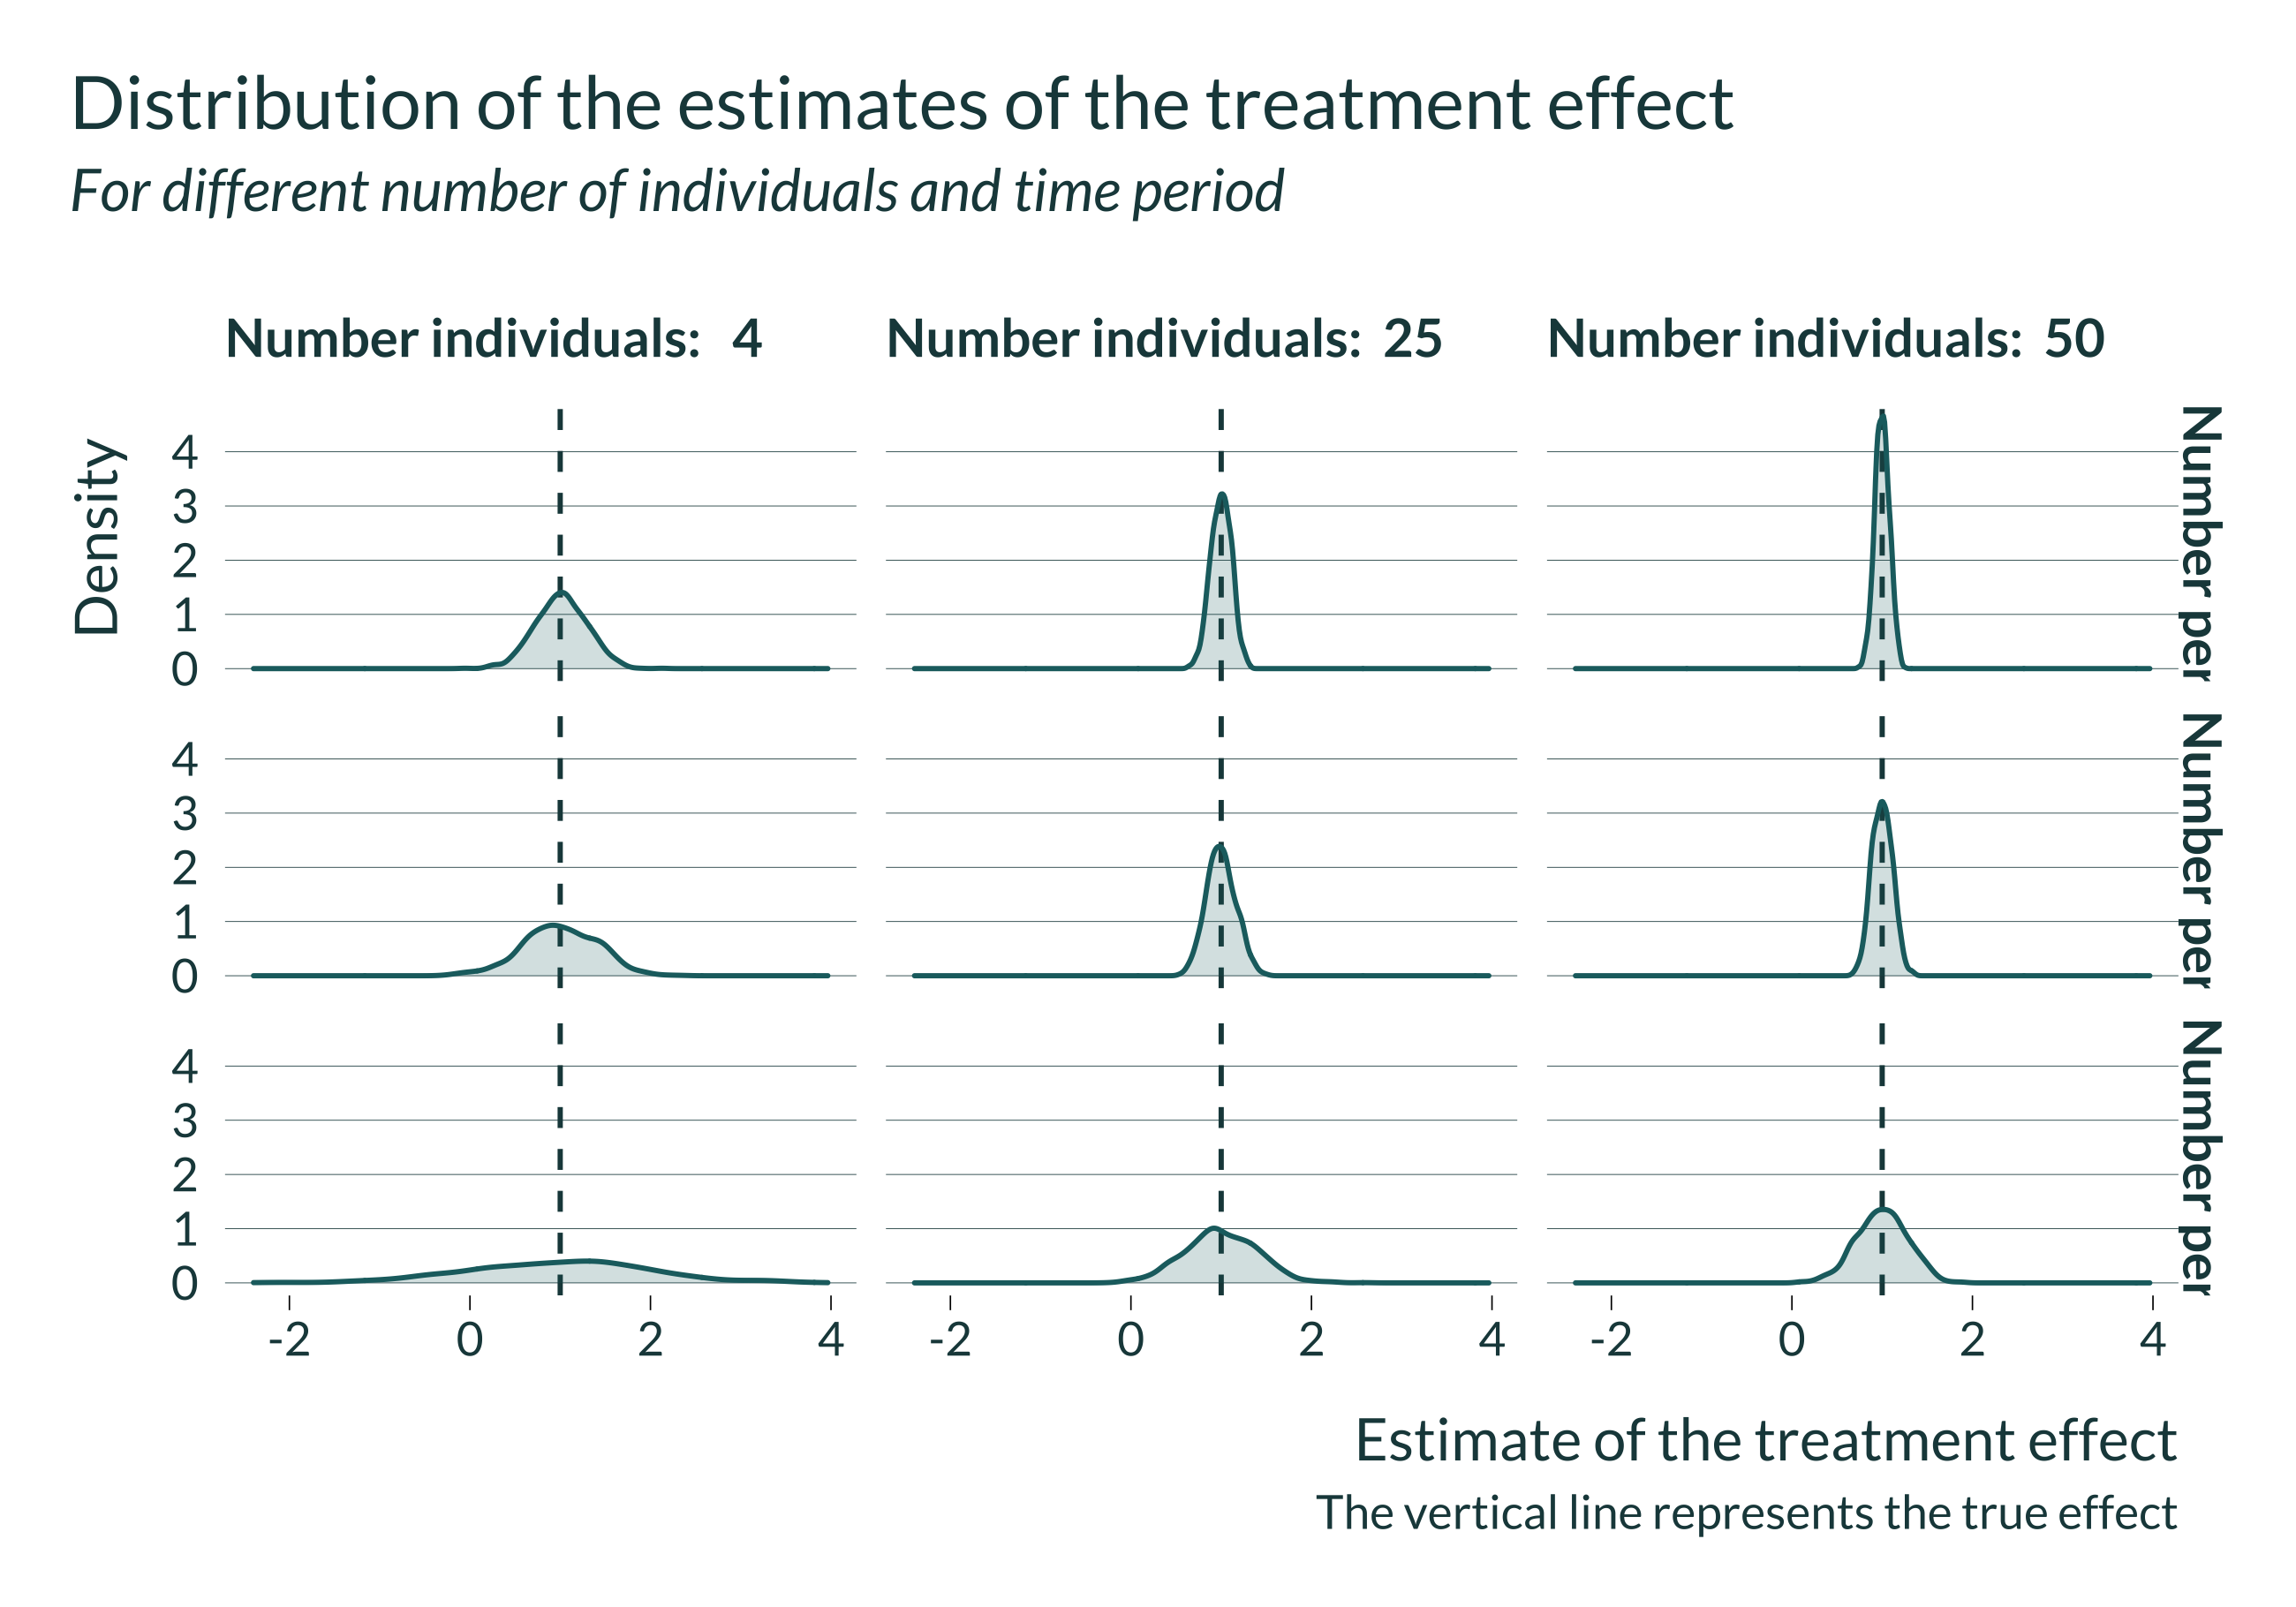 Distribution of the estimates of the treatment effect
For different number of individuals and time period
Number individuals: 4
Number individuals: 25
Number individuals: 50
Density
4
3
2
1
0
Number per
4
3
2
1
0
Number per
4
3
2
1
0
Number per
-2 0 2 4
-2 0 2 4
-2 0 2 4
Estimate of the treatment effect
The vertical line represents the true effect